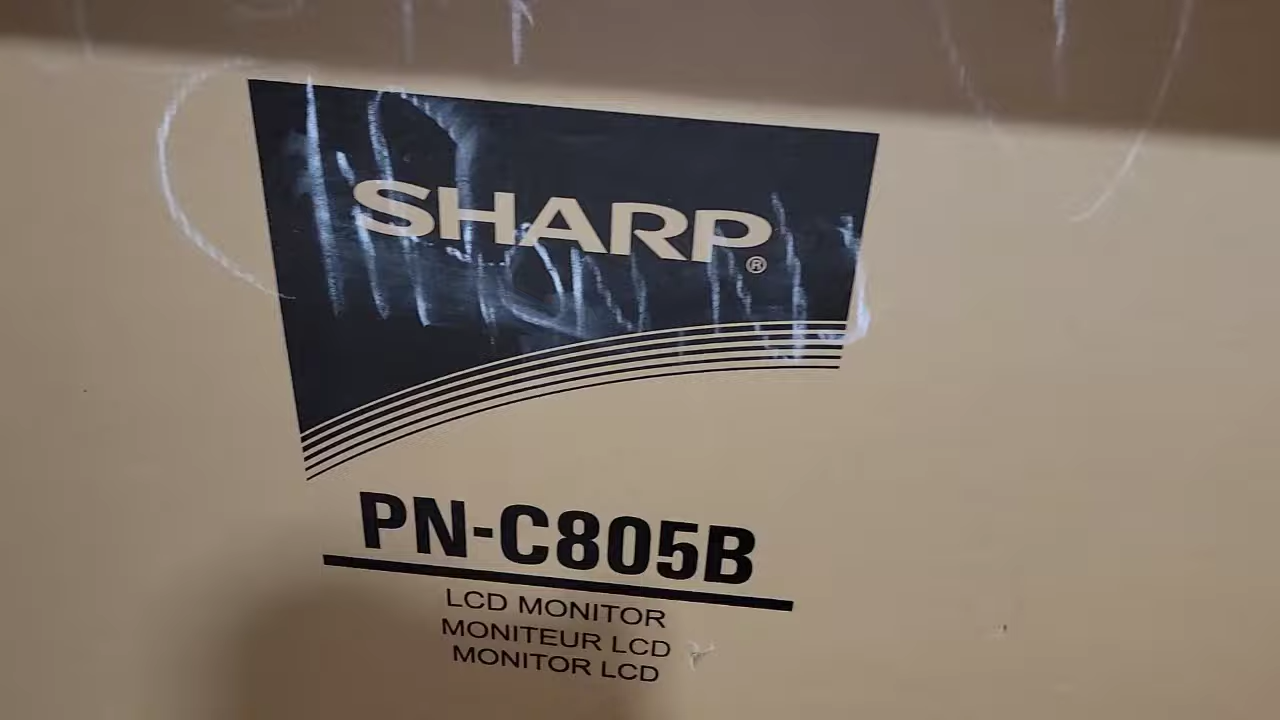 SHARP®
PN-C805B
LCD MONITOR
MONITEUR LCD
MONITOR LCD